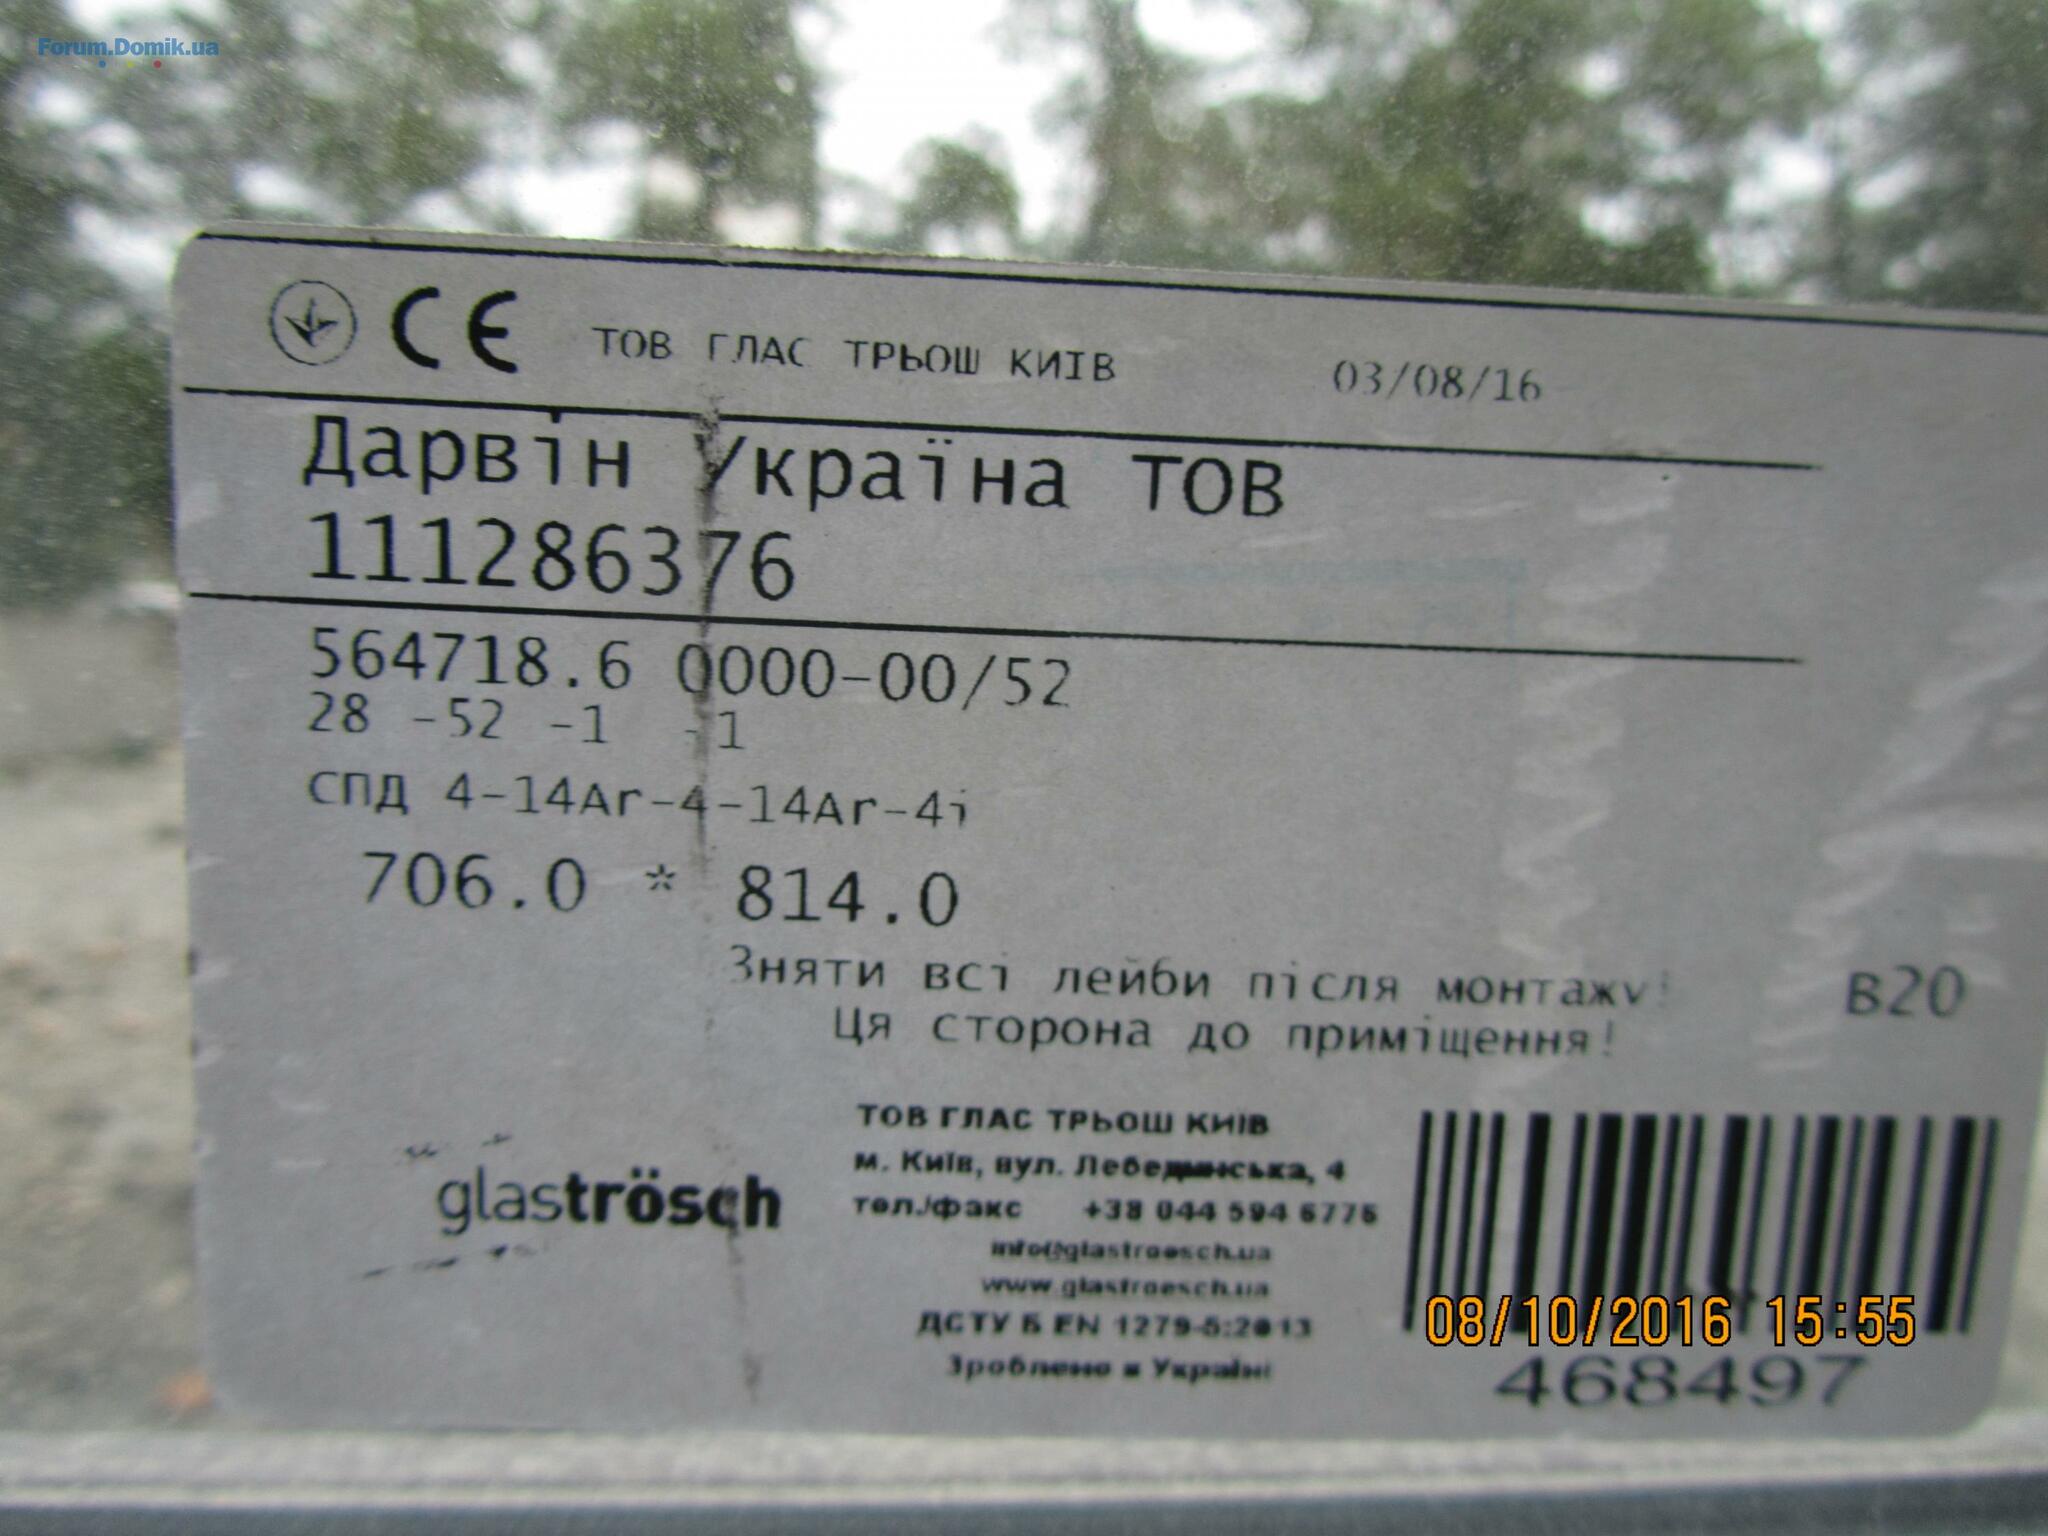 Forum.Domik.ua
CE ТОВ ГЛАС ТРЬОШ КИЇВ 03/08/16
Дарвін Україна ТОВ
111286376
564718.6 0000-00/52
28 -52 -1 -1
СПД 4-14Ar-4-14Ar-4i
706.0 * 814.0
Зняти всі лейби після монтажу!
В20
Ця сторона до приміщення!
glaströsch
ТОВ ГЛАС ТРЬОШ КИЇВ
м. Київ, вул. Лебединська, 4
тел./факс +38 044 594 6776
info@glastroesch.ua
www.glastroesch.ua
ДСТУ Б EN 1279-5:2013
Зроблено в Україні
08/10/2016 15:55
468497